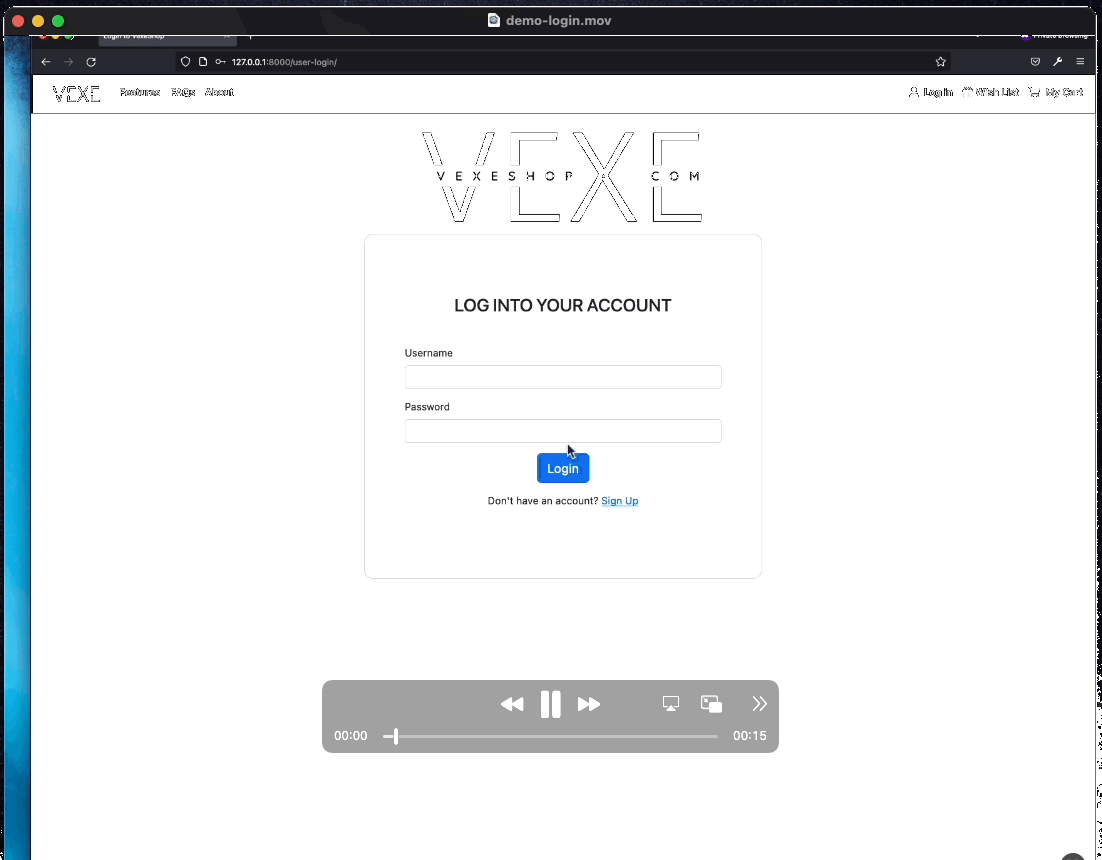 demo-login.mov
Login to VexeShop
Private Browsing
127.0.0.1:8000/user-login/
VEXE Features FAQs About Log In Wish List My Cart
VEXE
VEXESHOP.COM
LOG INTO YOUR ACCOUNT
Username
Password
Login
Don't have an account? Sign Up
00:00 00:15